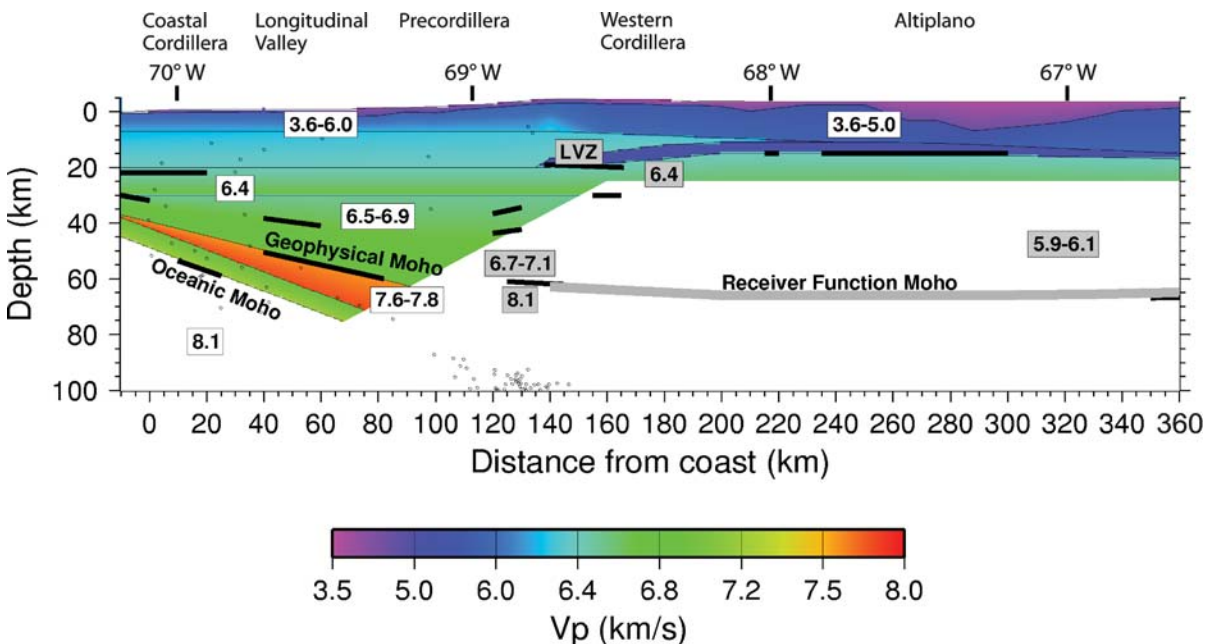 Coastal Cordillera
Longitudinal Valley
Precordillera
Western Cordillera
Altiplano
70° W
69° W
68° W
67° W
Depth (km)
0
20
40
60
80
100
3.6-6.0
3.6-5.0
LVZ
6.4
6.4
6.5-6.9
Geophysical Moho
5.9-6.1
6.7-7.1
Oceanic Moho
7.6-7.8
8.1
Receiver Function Moho
8.1
0 20 40 60 80 100 120 140 160 180 200 220 240 260 280 300 320 340 360
Distance from coast (km)
3.5 5.0 6.0 6.4 6.8 7.2 7.5 8.0
Vp (km/s)